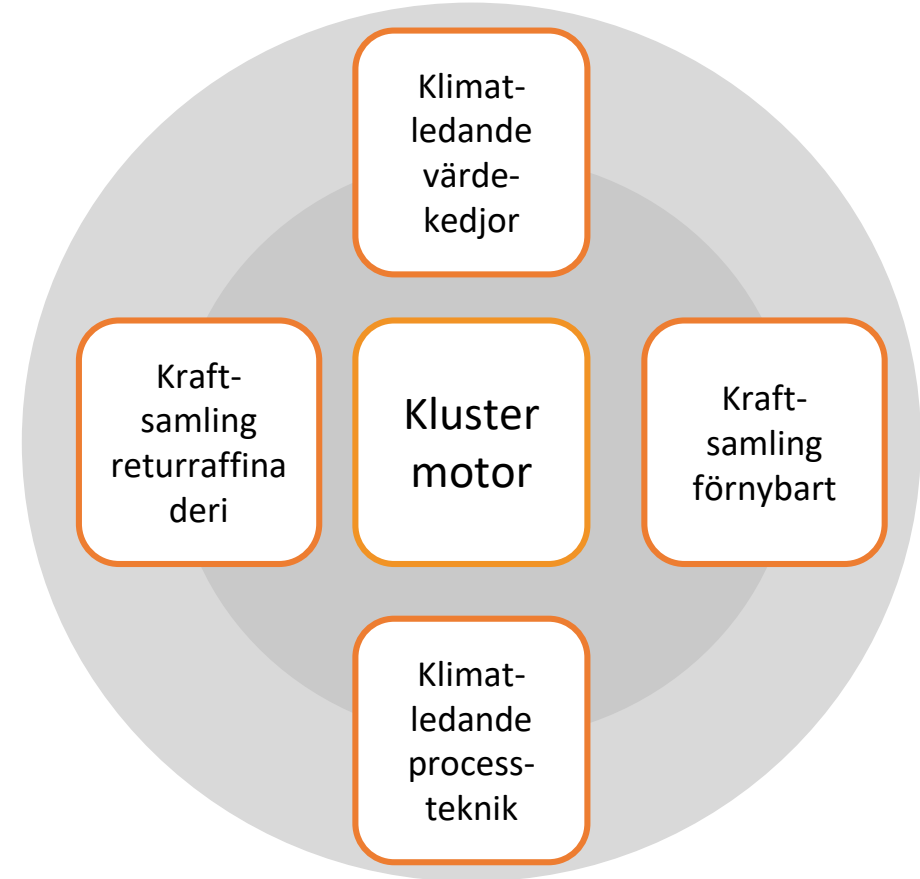 Klimat-
ledande
värde-
kedjor
Kraft-
samling
returraffina
deri
Kluster
motor
Kraft-
samling
förnybart
Klimat-
ledande
process-
teknik